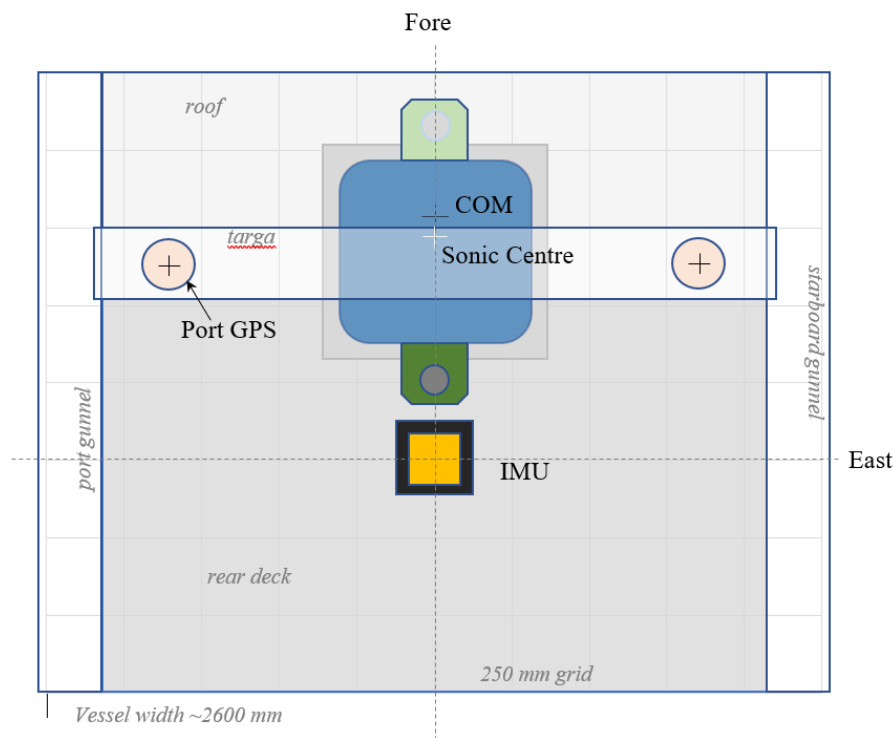 Fore
roof
COM
targa
Sonic Centre
Port GPS
starboard gunnel
port gunnel
East
IMU
rear deck
250 mm grid
Vessel width ~2600 mm